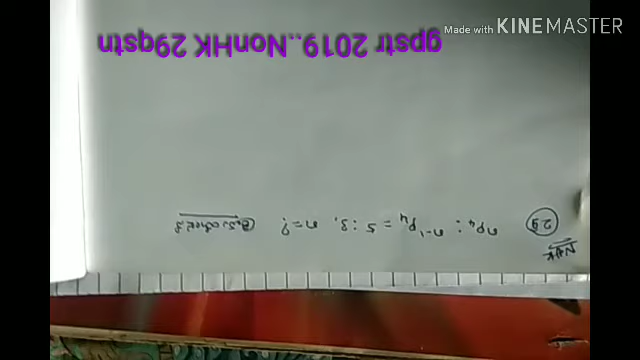 Made with KINEMASTER
gpstr 2019..NonHK 29qstn
NHK
29 nP₄ : n-1P₄ = 5 : 3, n = ?